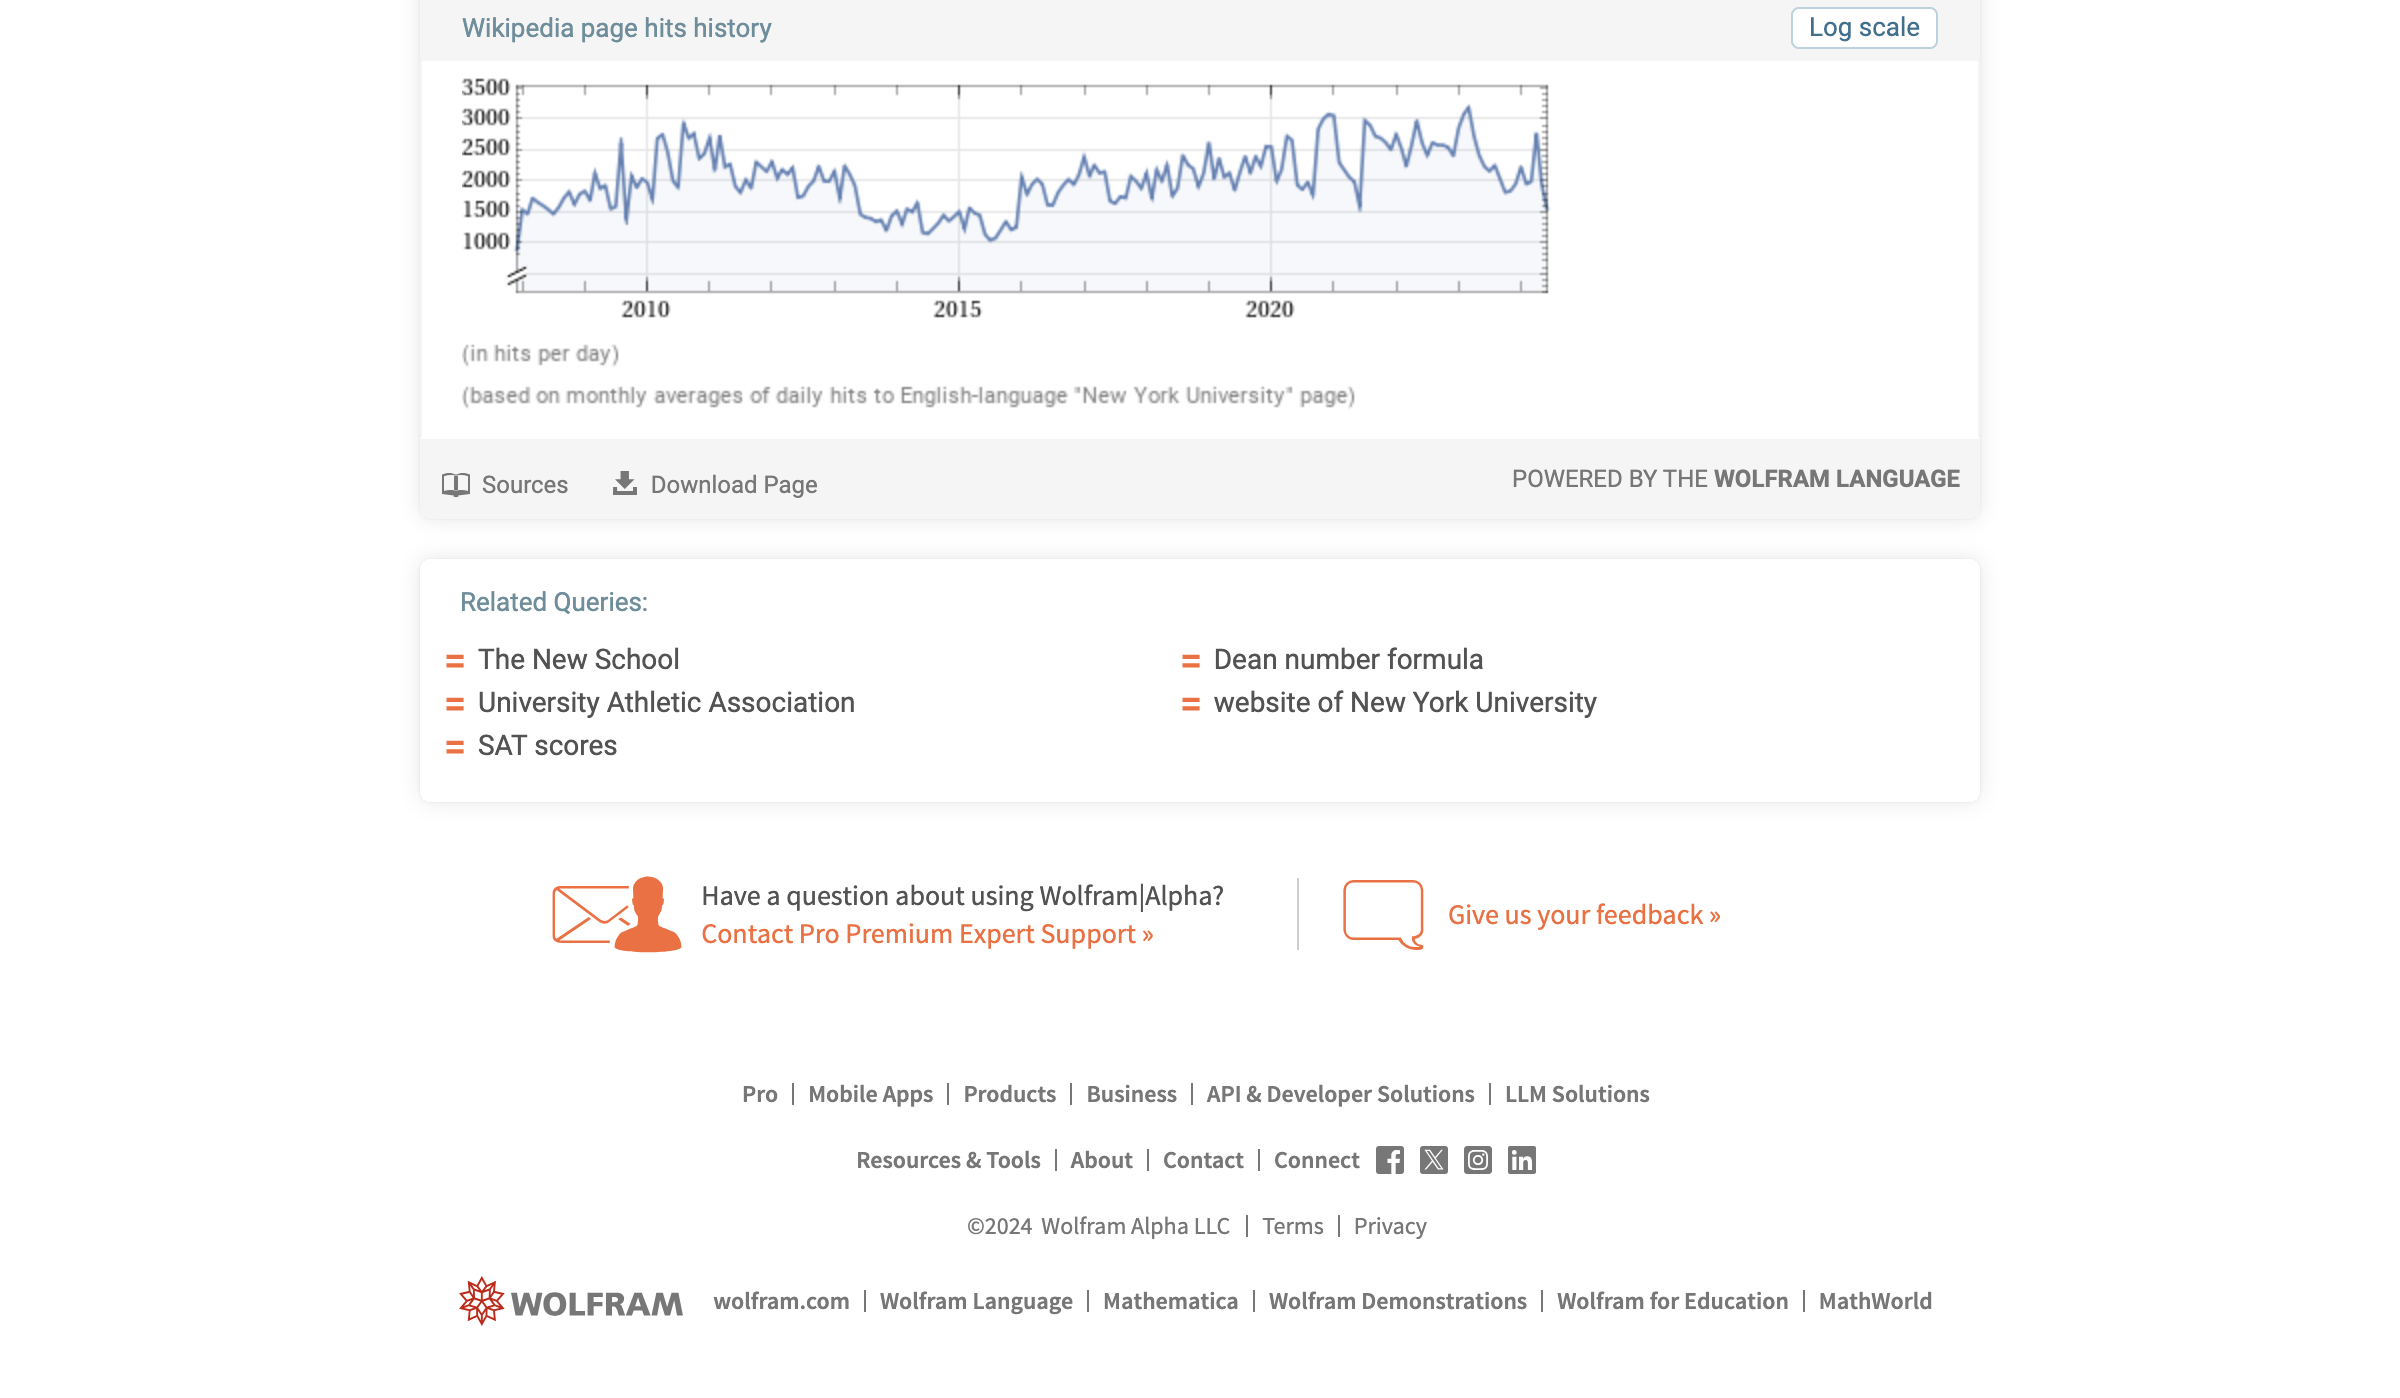 Wikipedia page hits history
Log scale
3500
3000
2500
2000
1500
1000
2010 2015 2020
(in hits per day)
(based on monthly averages of daily hits to English-language "New York University" page)
Sources Download Page POWERED BY THE WOLFRAM LANGUAGE
Related Queries:
= The New School
= Dean number formula
= University Athletic Association
= website of New York University
= SAT scores
Have a question about using Wolfram|Alpha?
Contact Pro Premium Expert Support »
Give us your feedback »
Pro | Mobile Apps | Products | Business | API & Developer Solutions | LLM Solutions
Resources & Tools | About | Contact | Connect
©2024 Wolfram Alpha LLC | Terms | Privacy
WOLFRAM wolfram.com | Wolfram Language | Mathematica | Wolfram Demonstrations | Wolfram for Education | MathWorld